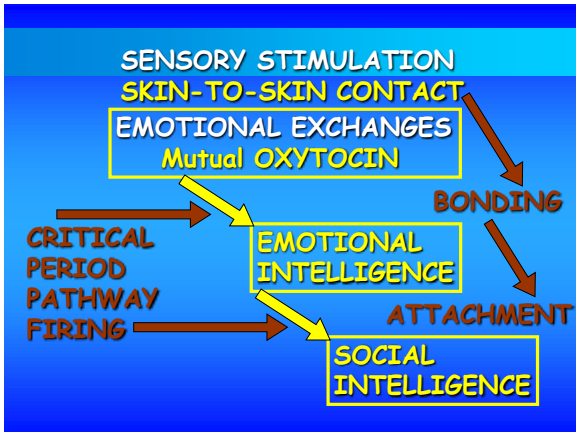 SENSORY STIMULATION
SKIN-TO-SKIN CONTACT
EMOTIONAL EXCHANGES
Mutual OXYTOCIN
BONDING
CRITICAL
PERIOD
PATHWAY
FIRING
EMOTIONAL
INTELLIGENCE
ATTACHMENT
SOCIAL
INTELLIGENCE